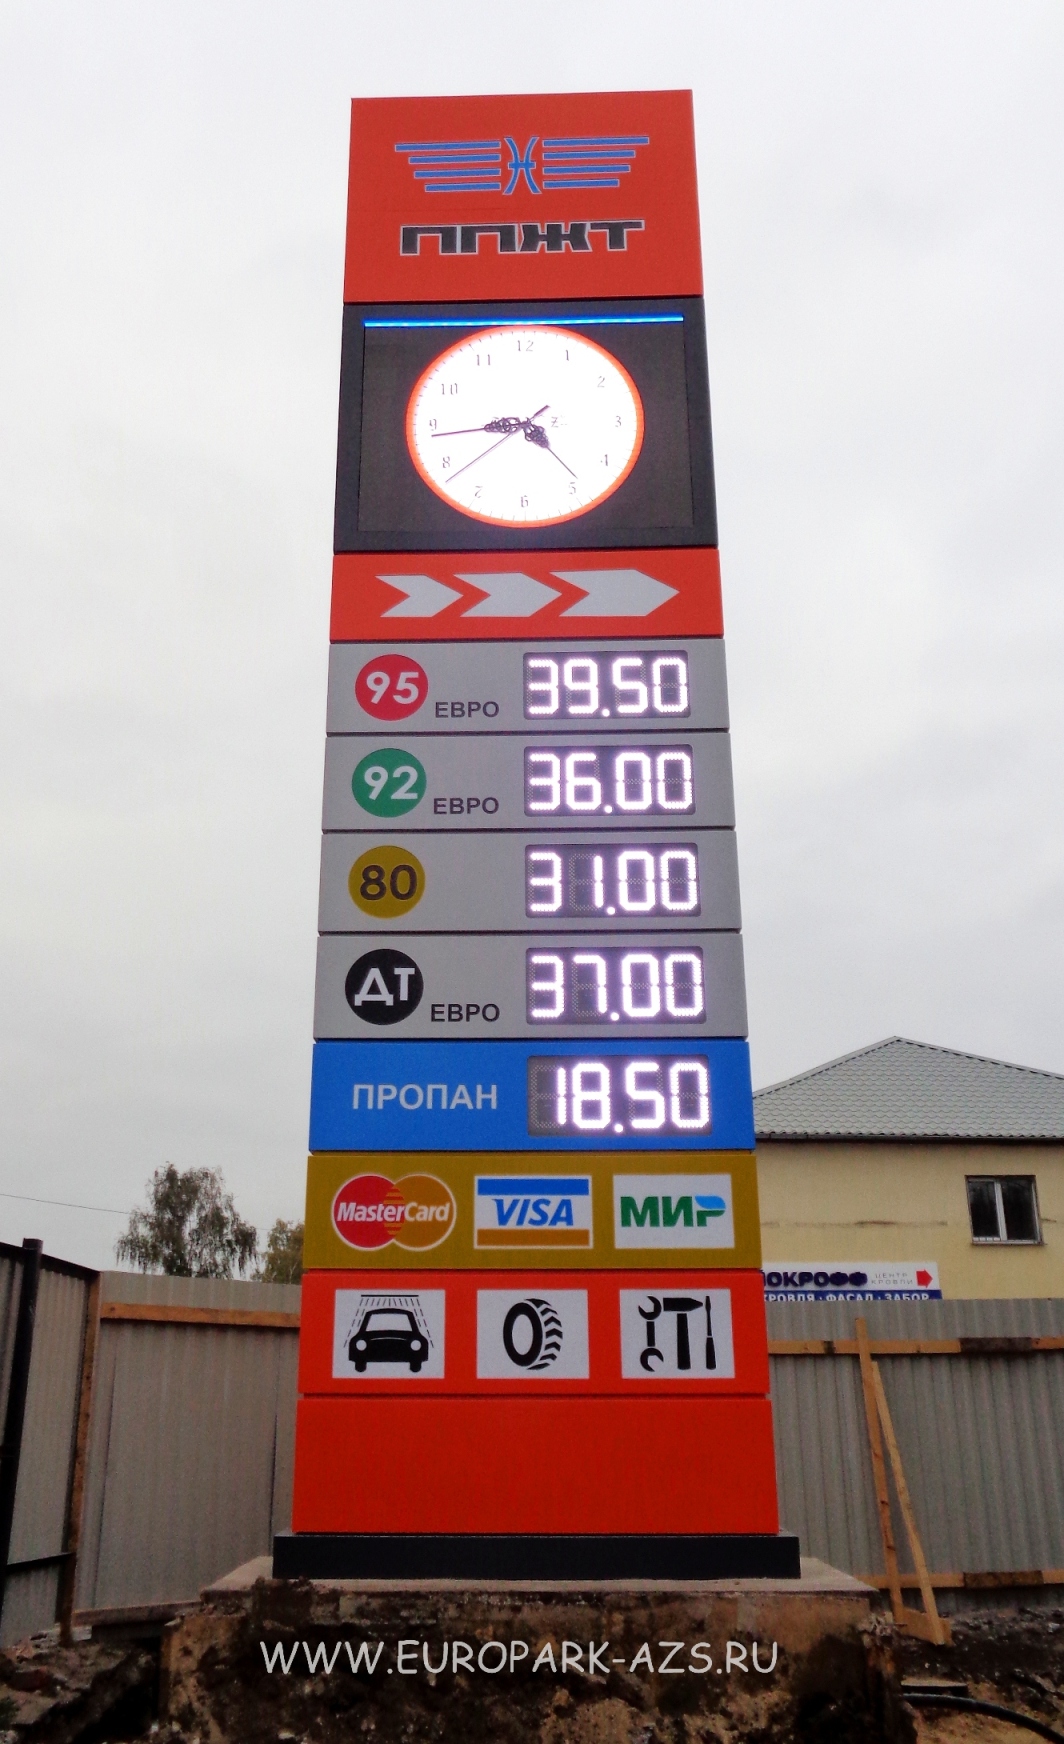 ППЖТ
12
11 1
10 2
9 3
8 4
7 5
6
95 ЕВРО 39.50
92 ЕВРО 36.00
80 31.00
ДТ ЕВРО 37.00
ПРОПАН 18.50
MasterCard VISA МИР
ЦЕНТР
КРОВЛИ
КРОВЛЯ · ФАСАД · ЗАБОР
WWW.EUROPARK-AZS.RU